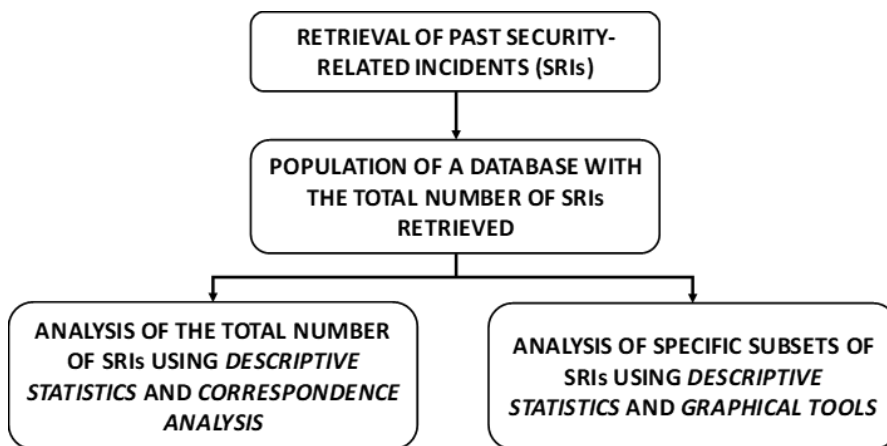 RETRIEVAL OF PAST SECURITY-
RELATED INCIDENTS (SRIs)
POPULATION OF A DATABASE WITH
THE TOTAL NUMBER OF SRIs
RETRIEVED
ANALYSIS OF THE TOTAL NUMBER
OF SRIs USING DESCRIPTIVE
STATISTICS AND CORRESPONDENCE
ANALYSIS
ANALYSIS OF SPECIFIC SUBSETS OF
SRIs USING DESCRIPTIVE
STATISTICS AND GRAPHICAL TOOLS